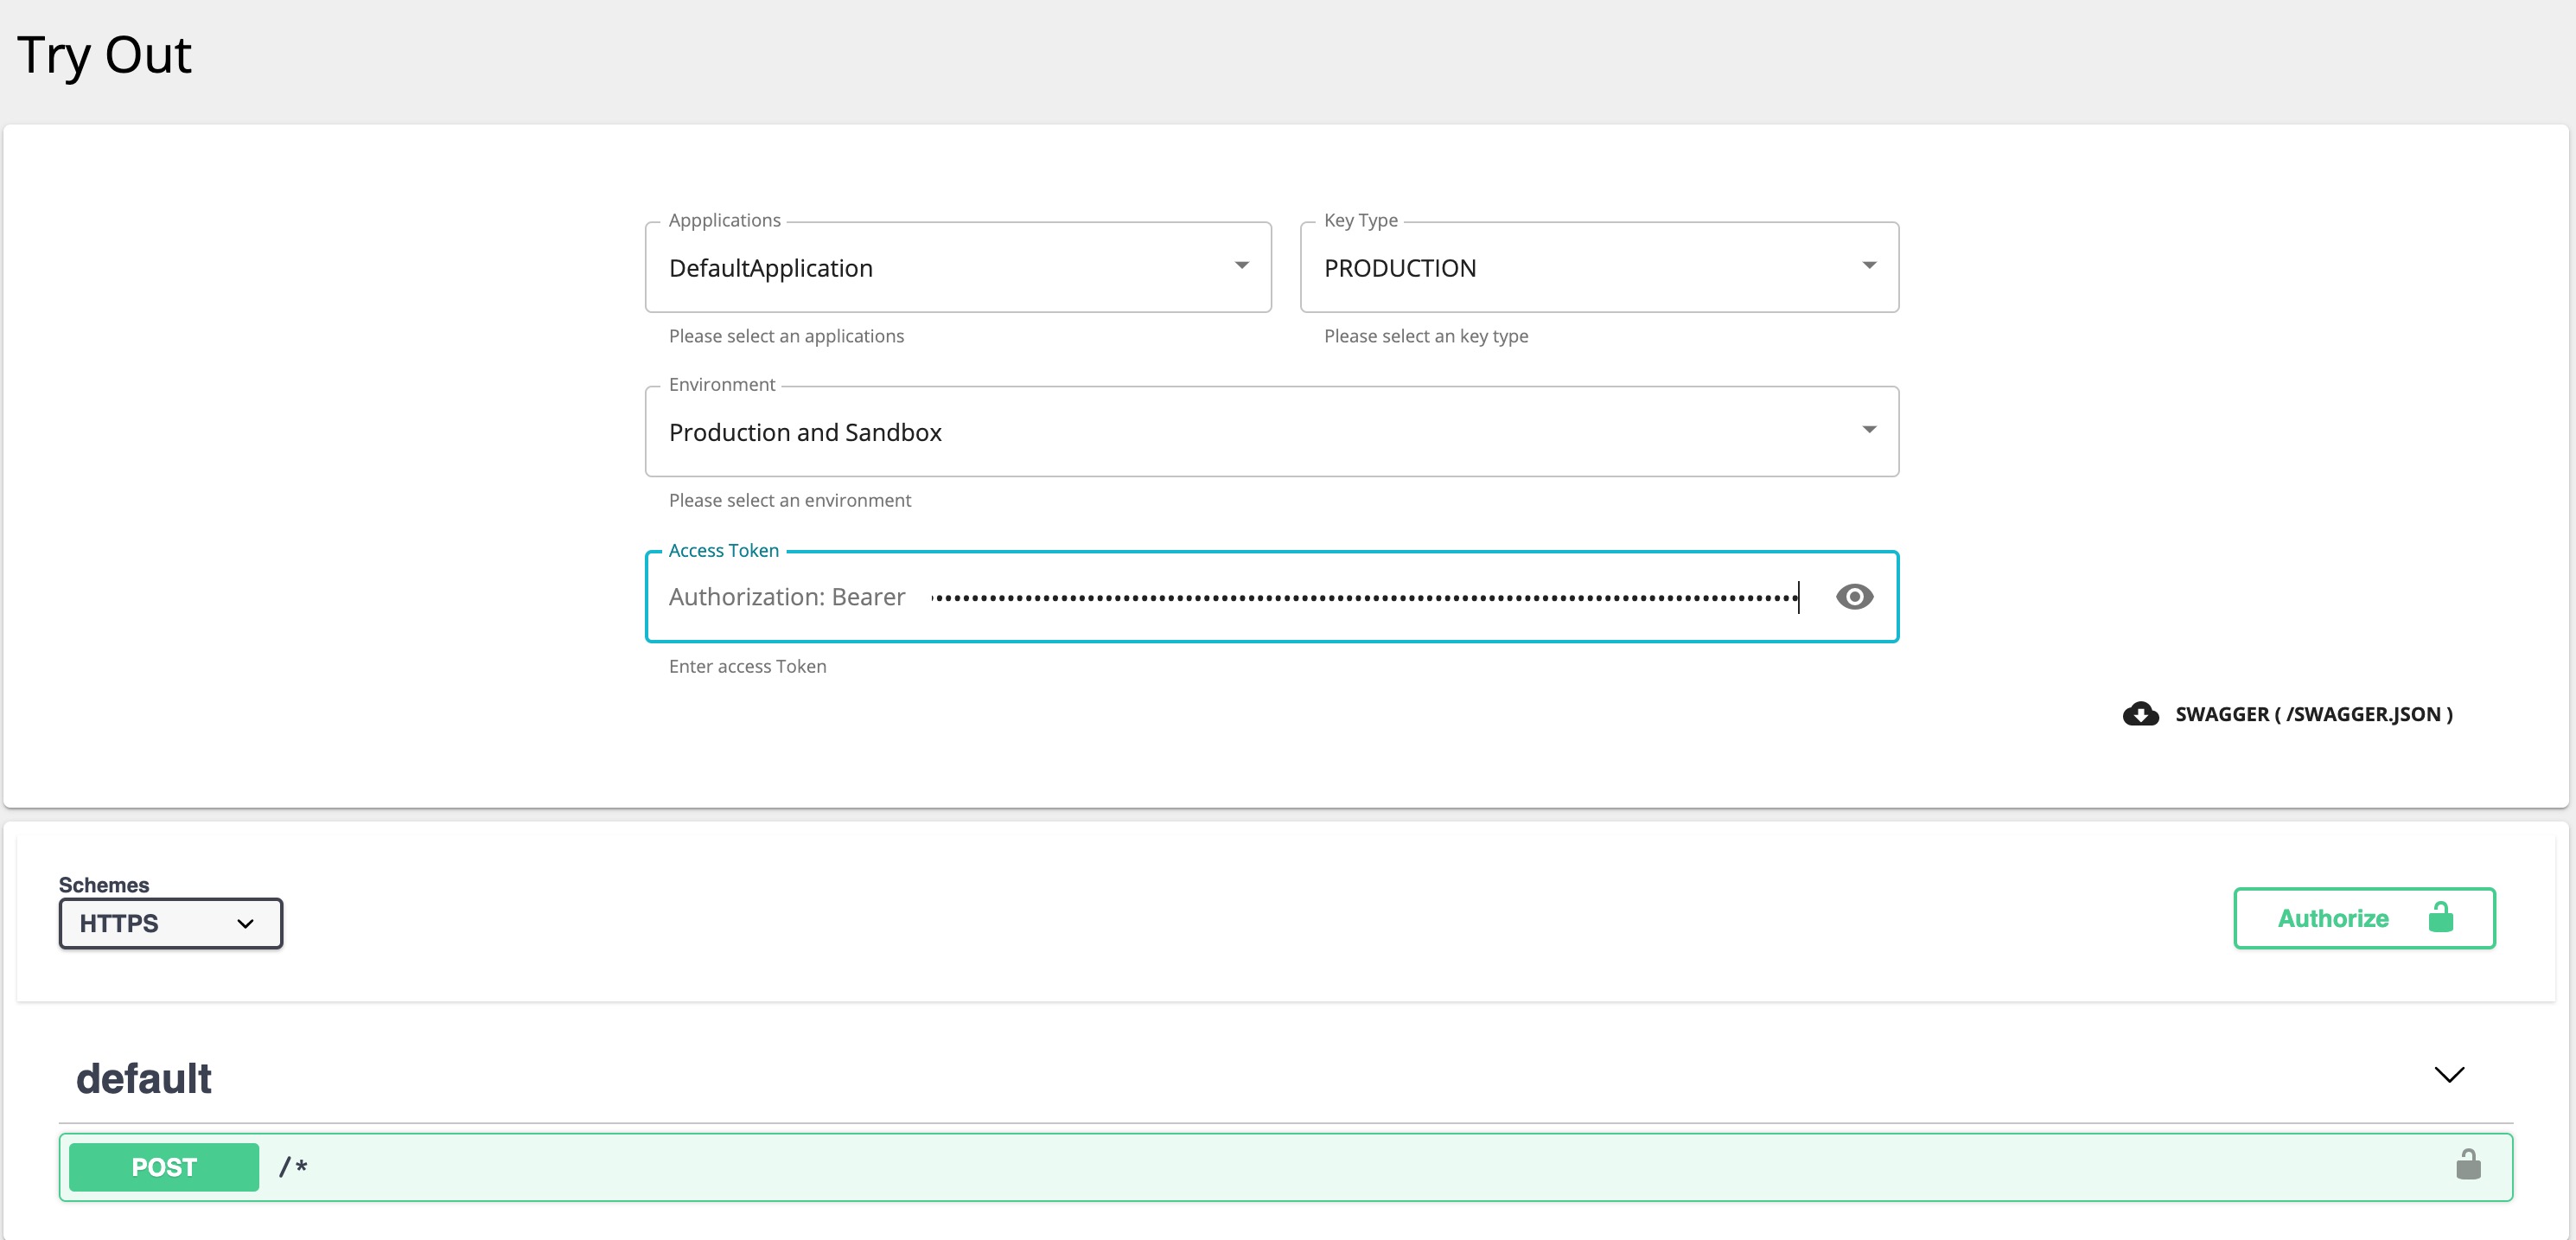 Try Out
Appplications
Key Type
DefaultApplication
PRODUCTION
Please select an applications
Please select an key type
Environment
Production and Sandbox
Please select an environment
Access Token
Authorization: Bearer
Enter access Token
SWAGGER ( /SWAGGER.JSON )
Schemes
HTTPS
Authorize
default
POST /*